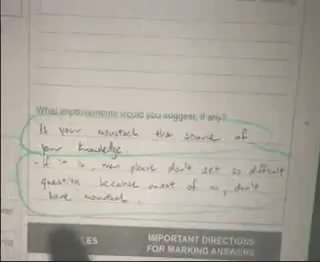 What improvements would you suggest, if any?
Is your moustach the source of
your knowledge.
- If it is, then please don't set so difficult
question because most of us, don't
have moustach.
IMPORTANT DIRECTIONS
FOR MARKING ANSWERS